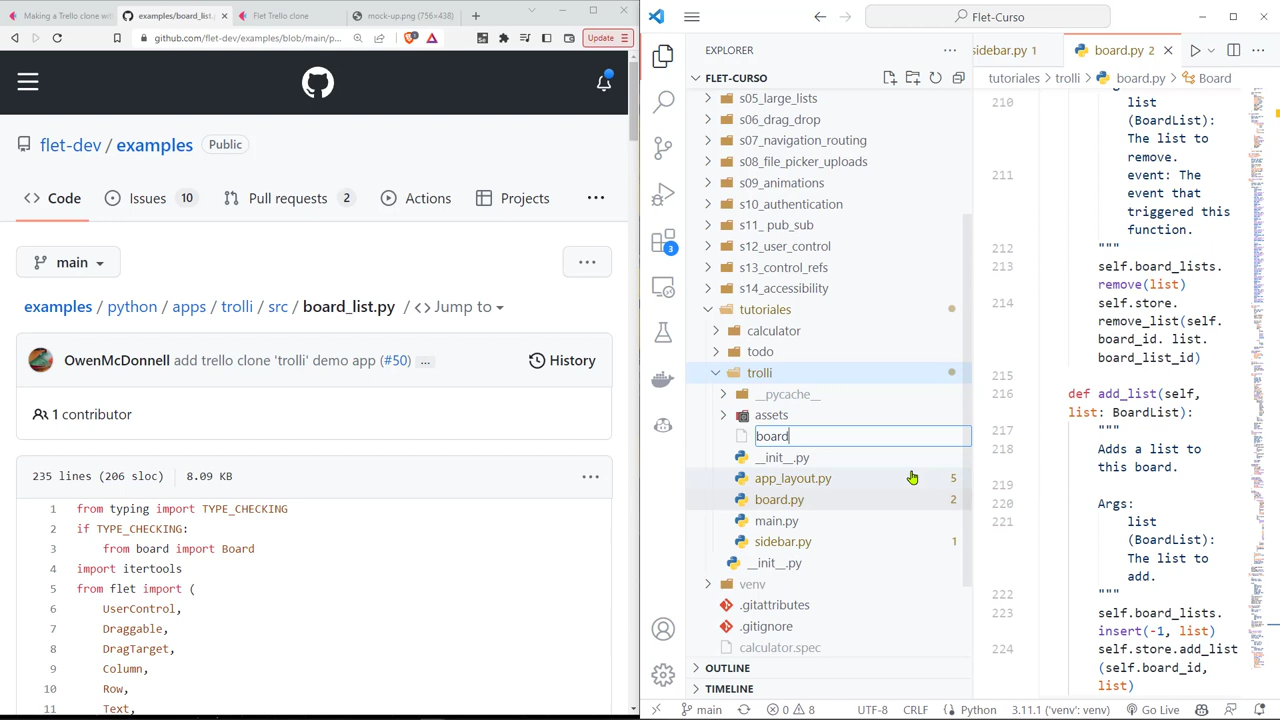 Making a Trello clone with
examples/board_list.py
Flet Trello clone
mock-up.png (756×438)
github.com/flet-dev/examples/blob/main/p...
Update
flet-dev / examples
Public
Code
Issues 10
Pull requests 2
Actions
Projects
main
examples / python / apps / trolli / src / board_list.py / <> Jump to
OwenMcDonnell add trello clone 'trolli' demo app (#50) ...
History
1 contributor
235 lines (206 sloc)
8.09 KB
1 from typing import TYPE_CHECKING
2 if TYPE_CHECKING:
3 from board import Board
4 import itertools
5 from flet import (
6 UserControl,
7 Draggable,
8 DragTarget,
9 Column,
10 Row,
11 Text,
Flet-Curso
EXPLORER
FLET-CURSO
s05_large_lists
s06_drag_drop
s07_navigation_routing
s08_file_picker_uploads
s09_animations
s10_authentication
s11_pub_sub
s12_user_control
s13_control_refs
s14_accessibility
tutoriales
calculator
todo
trolli
__pycache__
assets
board
__init__.py
app_layout.py 5
board.py 2
main.py
sidebar.py 1
__init__.py
venv
.gitattributes
.gitignore
calculator.spec
OUTLINE
TIMELINE
sidebar.py 1
board.py 2
tutoriales > trolli > board.py > Board
210 list
(BoardList):
The list to
remove.
211 event: The
event that
triggered this
function.
212 """
213 self.board_lists.
remove(list)
214 self.store.
remove_list(self.
board_id, list.
board_list_id)
215
216 def add_list(self,
list: BoardList):
217 """
218 Adds a list to
this board.
219
220 Args:
221 list
(BoardList):
The list to
add.
222 """
223 self.board_lists.
insert(-1, list)
224 self.store.add_list
(self.board_id,
list)
main
0
8
UTF-8
CRLF
Python
3.11.1 ('venv': venv)
Go Live
3